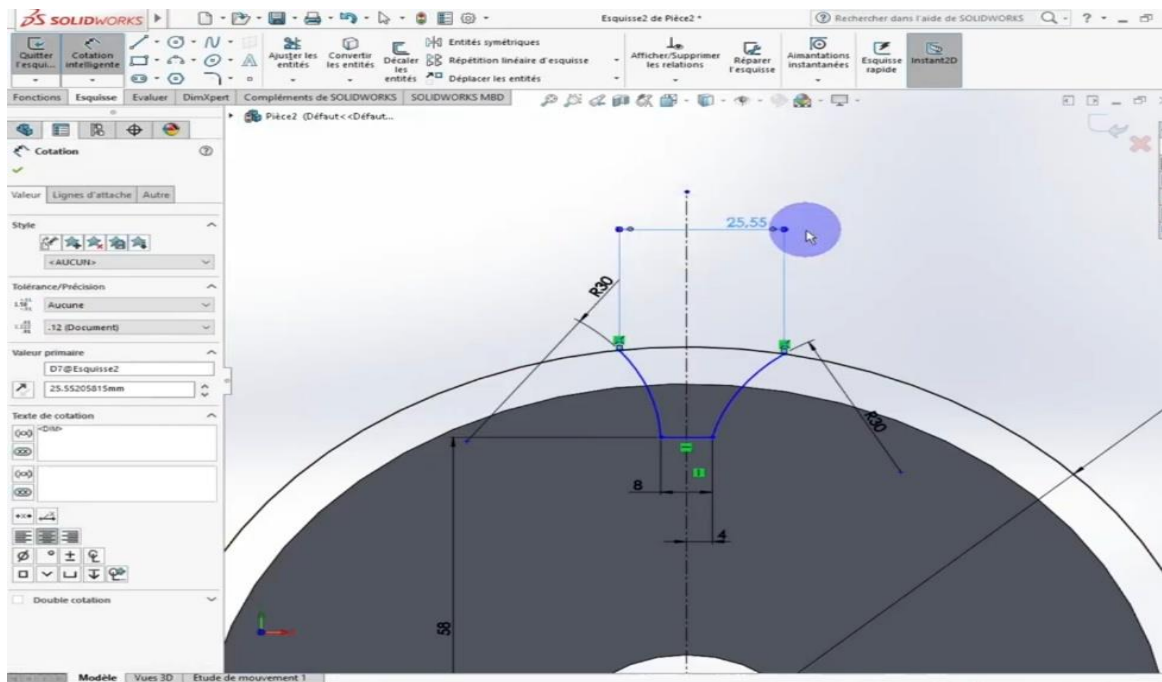 SOLIDWORKS
Esquisse2 de Pièce2 *
Rechercher dans l'aide de SOLIDWORKS
Quitter l'esqui...
Cotation intelligente
Ajuster les entités
Convertir les entités
Décaler les entités
Entités symétriques
Répétition linéaire d'esquisse
Déplacer les entités
Afficher/Supprimer les relations
Réparer l'esquisse
Aimantations instantanées
Esquisse rapide
Instant2D
Fonctions Esquisse Evaluer DimXpert Compléments de SOLIDWORKS SOLIDWORKS MBD
Pièce2 (Défaut<<Défaut...
Cotation
Valeur Lignes d'attache Autre
Style
<AUCUN>
Tolérance/Précision
Aucune
.12 (Document)
Valeur primaire
D7@Esquisse2
25.55205815mm
Texte de cotation
<DIM>
Double cotation
25,55
R30
R30
8
4
58
Modèle Vues 3D Etude de mouvement 1